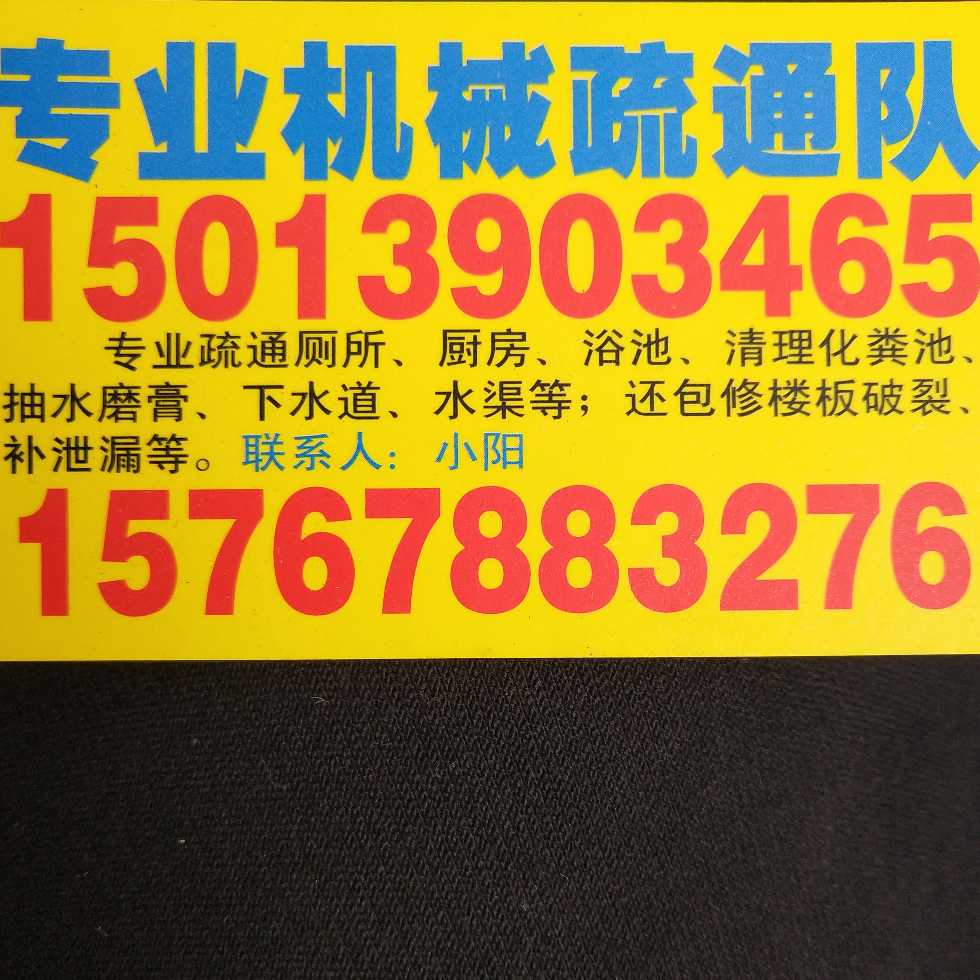 专业机械疏通队
15013903465
专业疏通厕所、厨房、浴池、清理化粪池、
抽水磨膏、下水道、水渠等；还包修楼板破裂、
补泄漏等。联系人：小阳
15767883276